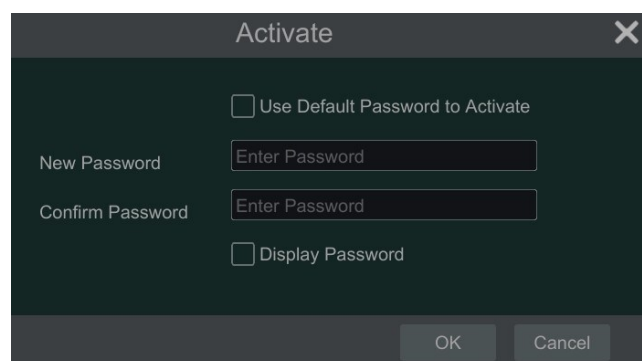 Activate
Use Default Password to Activate
New Password
Enter Password
Confirm Password
Enter Password
Display Password
OK
Cancel